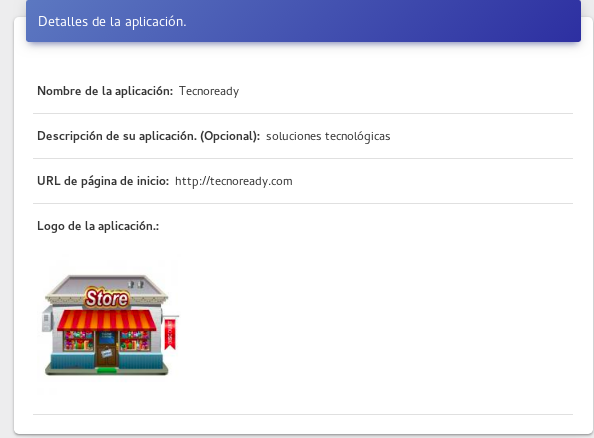 Detalles de la aplicación.
Nombre de la aplicación: Tecnoready
Descripción de su aplicación. (Opcional): soluciones tecnológicas
URL de página de inicio: http://tecnoready.com
Logo de la aplicación.:
Store